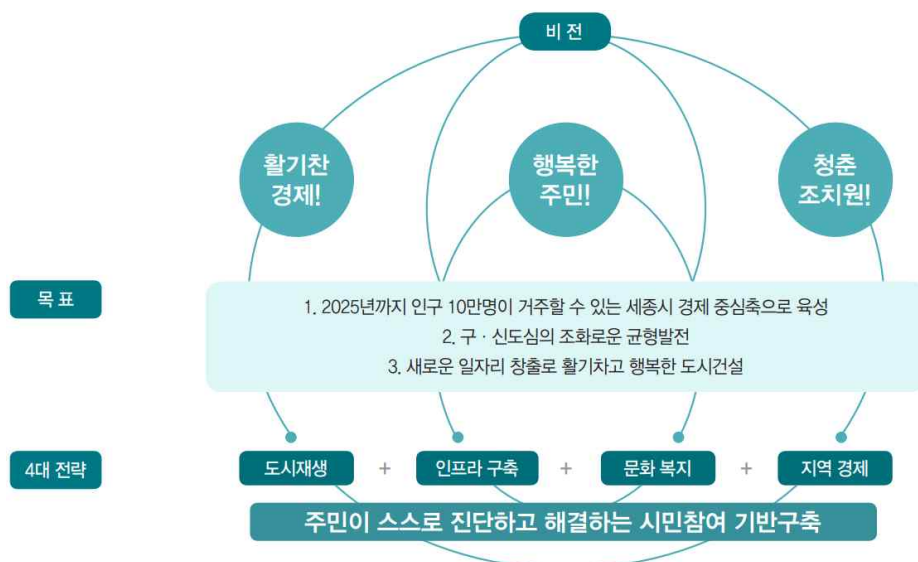 비 전
활기찬
경제!
행복한
주민!
청춘
조치원!
목 표
1. 2025년까지 인구 10만명이 거주할 수 있는 세종시 경제 중심축으로 육성
2. 구 · 신도심의 조화로운 균형발전
3. 새로운 일자리 창출로 활기차고 행복한 도시건설
4대 전략
도시재생 + 인프라 구축 + 문화 복지 + 지역 경제
주민이 스스로 진단하고 해결하는 시민참여 기반구축